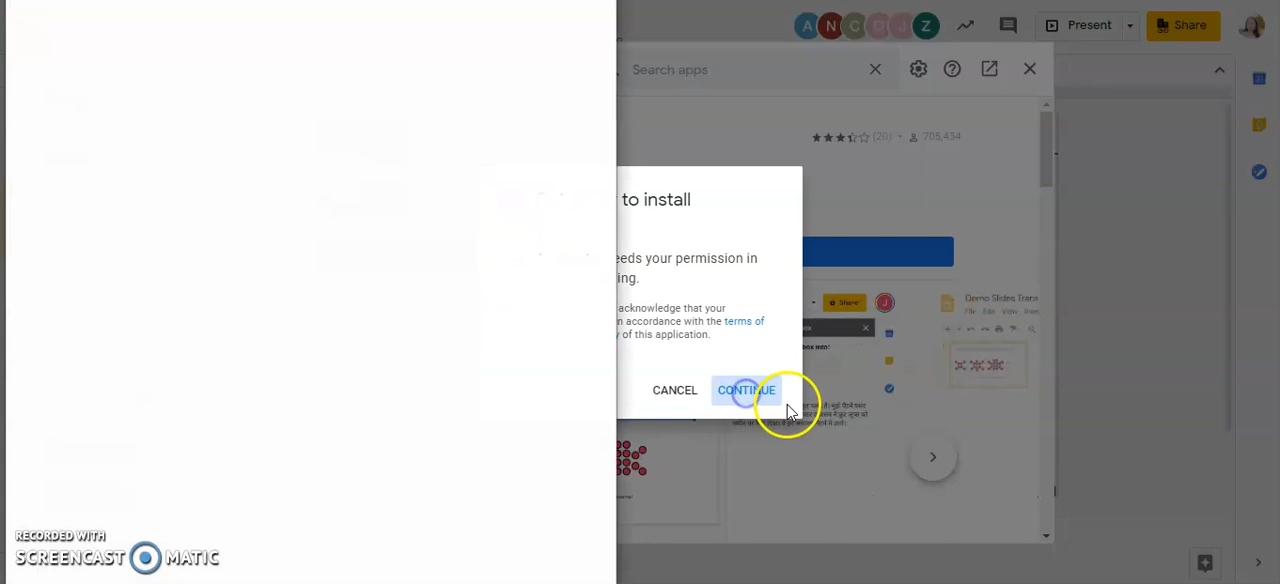 A N C D J Z Present Share
Search apps
(20) · 705,434
to install
eeds your permission in
ing.
acknowledge that your
n accordance with the terms of
y of this application.
CANCEL CONTINUE
Share J
Demo Slides Tran
RECORDED WITH
SCREENCAST MATIC